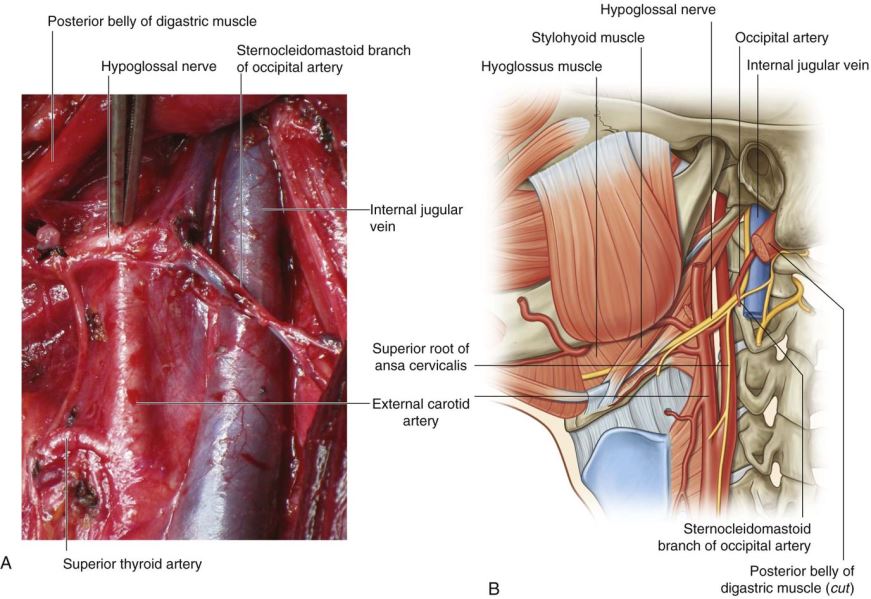 Posterior belly of digastric muscle
Hypoglossal nerve
Sternocleidomastoid branch
of occipital artery
Internal jugular
vein
Superior root of
ansa cervicalis
External carotid
artery
Superior thyroid artery
A
Hypoglossal nerve
Stylohyoid muscle
Occipital artery
Hyoglossus muscle
Internal jugular vein
Sternocleidomastoid
branch of occipital artery
Posterior belly of
digastric muscle (cut)
B